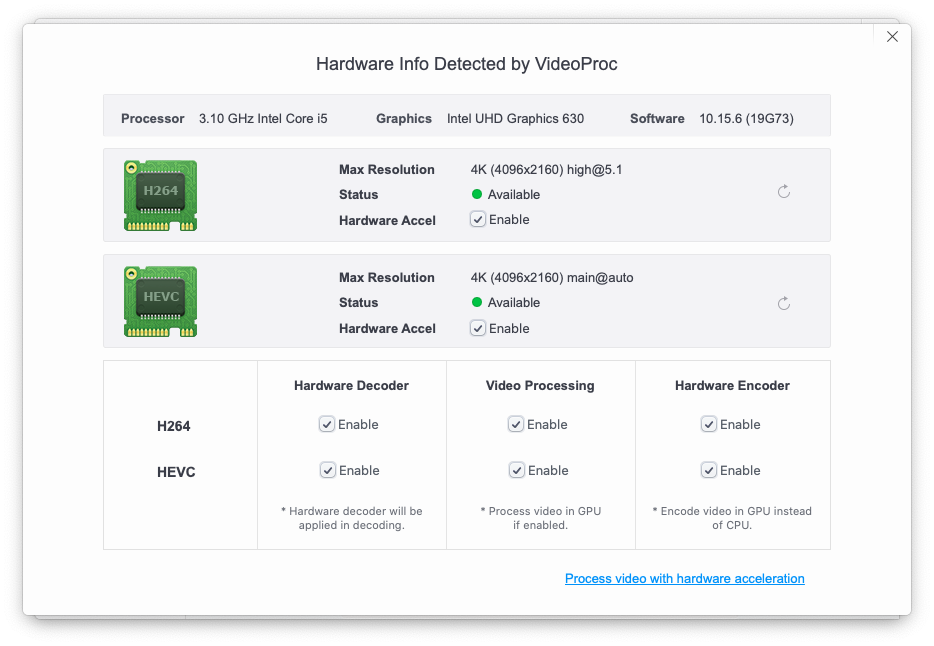 Hardware Info Detected by VideoProc
Processor 3.10 GHz Intel Core i5 Graphics Intel UHD Graphics 630 Software 10.15.6 (19G73)
H264
Max Resolution 4K (4096x2160) high@5.1
Status Available
Hardware Accel Enable
HEVC
Max Resolution 4K (4096x2160) main@auto
Status Available
Hardware Accel Enable
Hardware Decoder Video Processing Hardware Encoder
H264 Enable Enable Enable
HEVC Enable Enable Enable
* Hardware decoder will be
applied in decoding.
* Process video in GPU
if enabled.
* Encode video in GPU instead
of CPU.
Process video with hardware acceleration